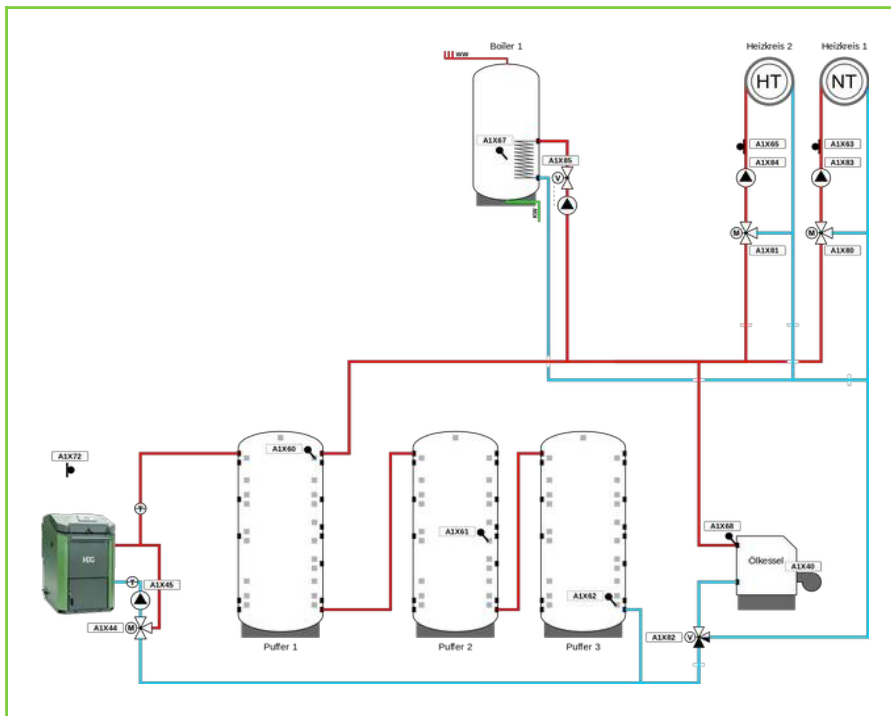 Boiler 1
Heizkreis 2
Heizkreis 1
WW
HT
NT
A1X67
A1X85
V
KW
A1X65
A1X63
A1X84
A1X83
M
M
A1X81
A1X80
A1X72
A1X60
T
A1X61
A1X68
HDG
Ölkessel
A1X40
T
A1X45
A1X62
A1X44
M
A1X82
V
Puffer 1
Puffer 2
Puffer 3